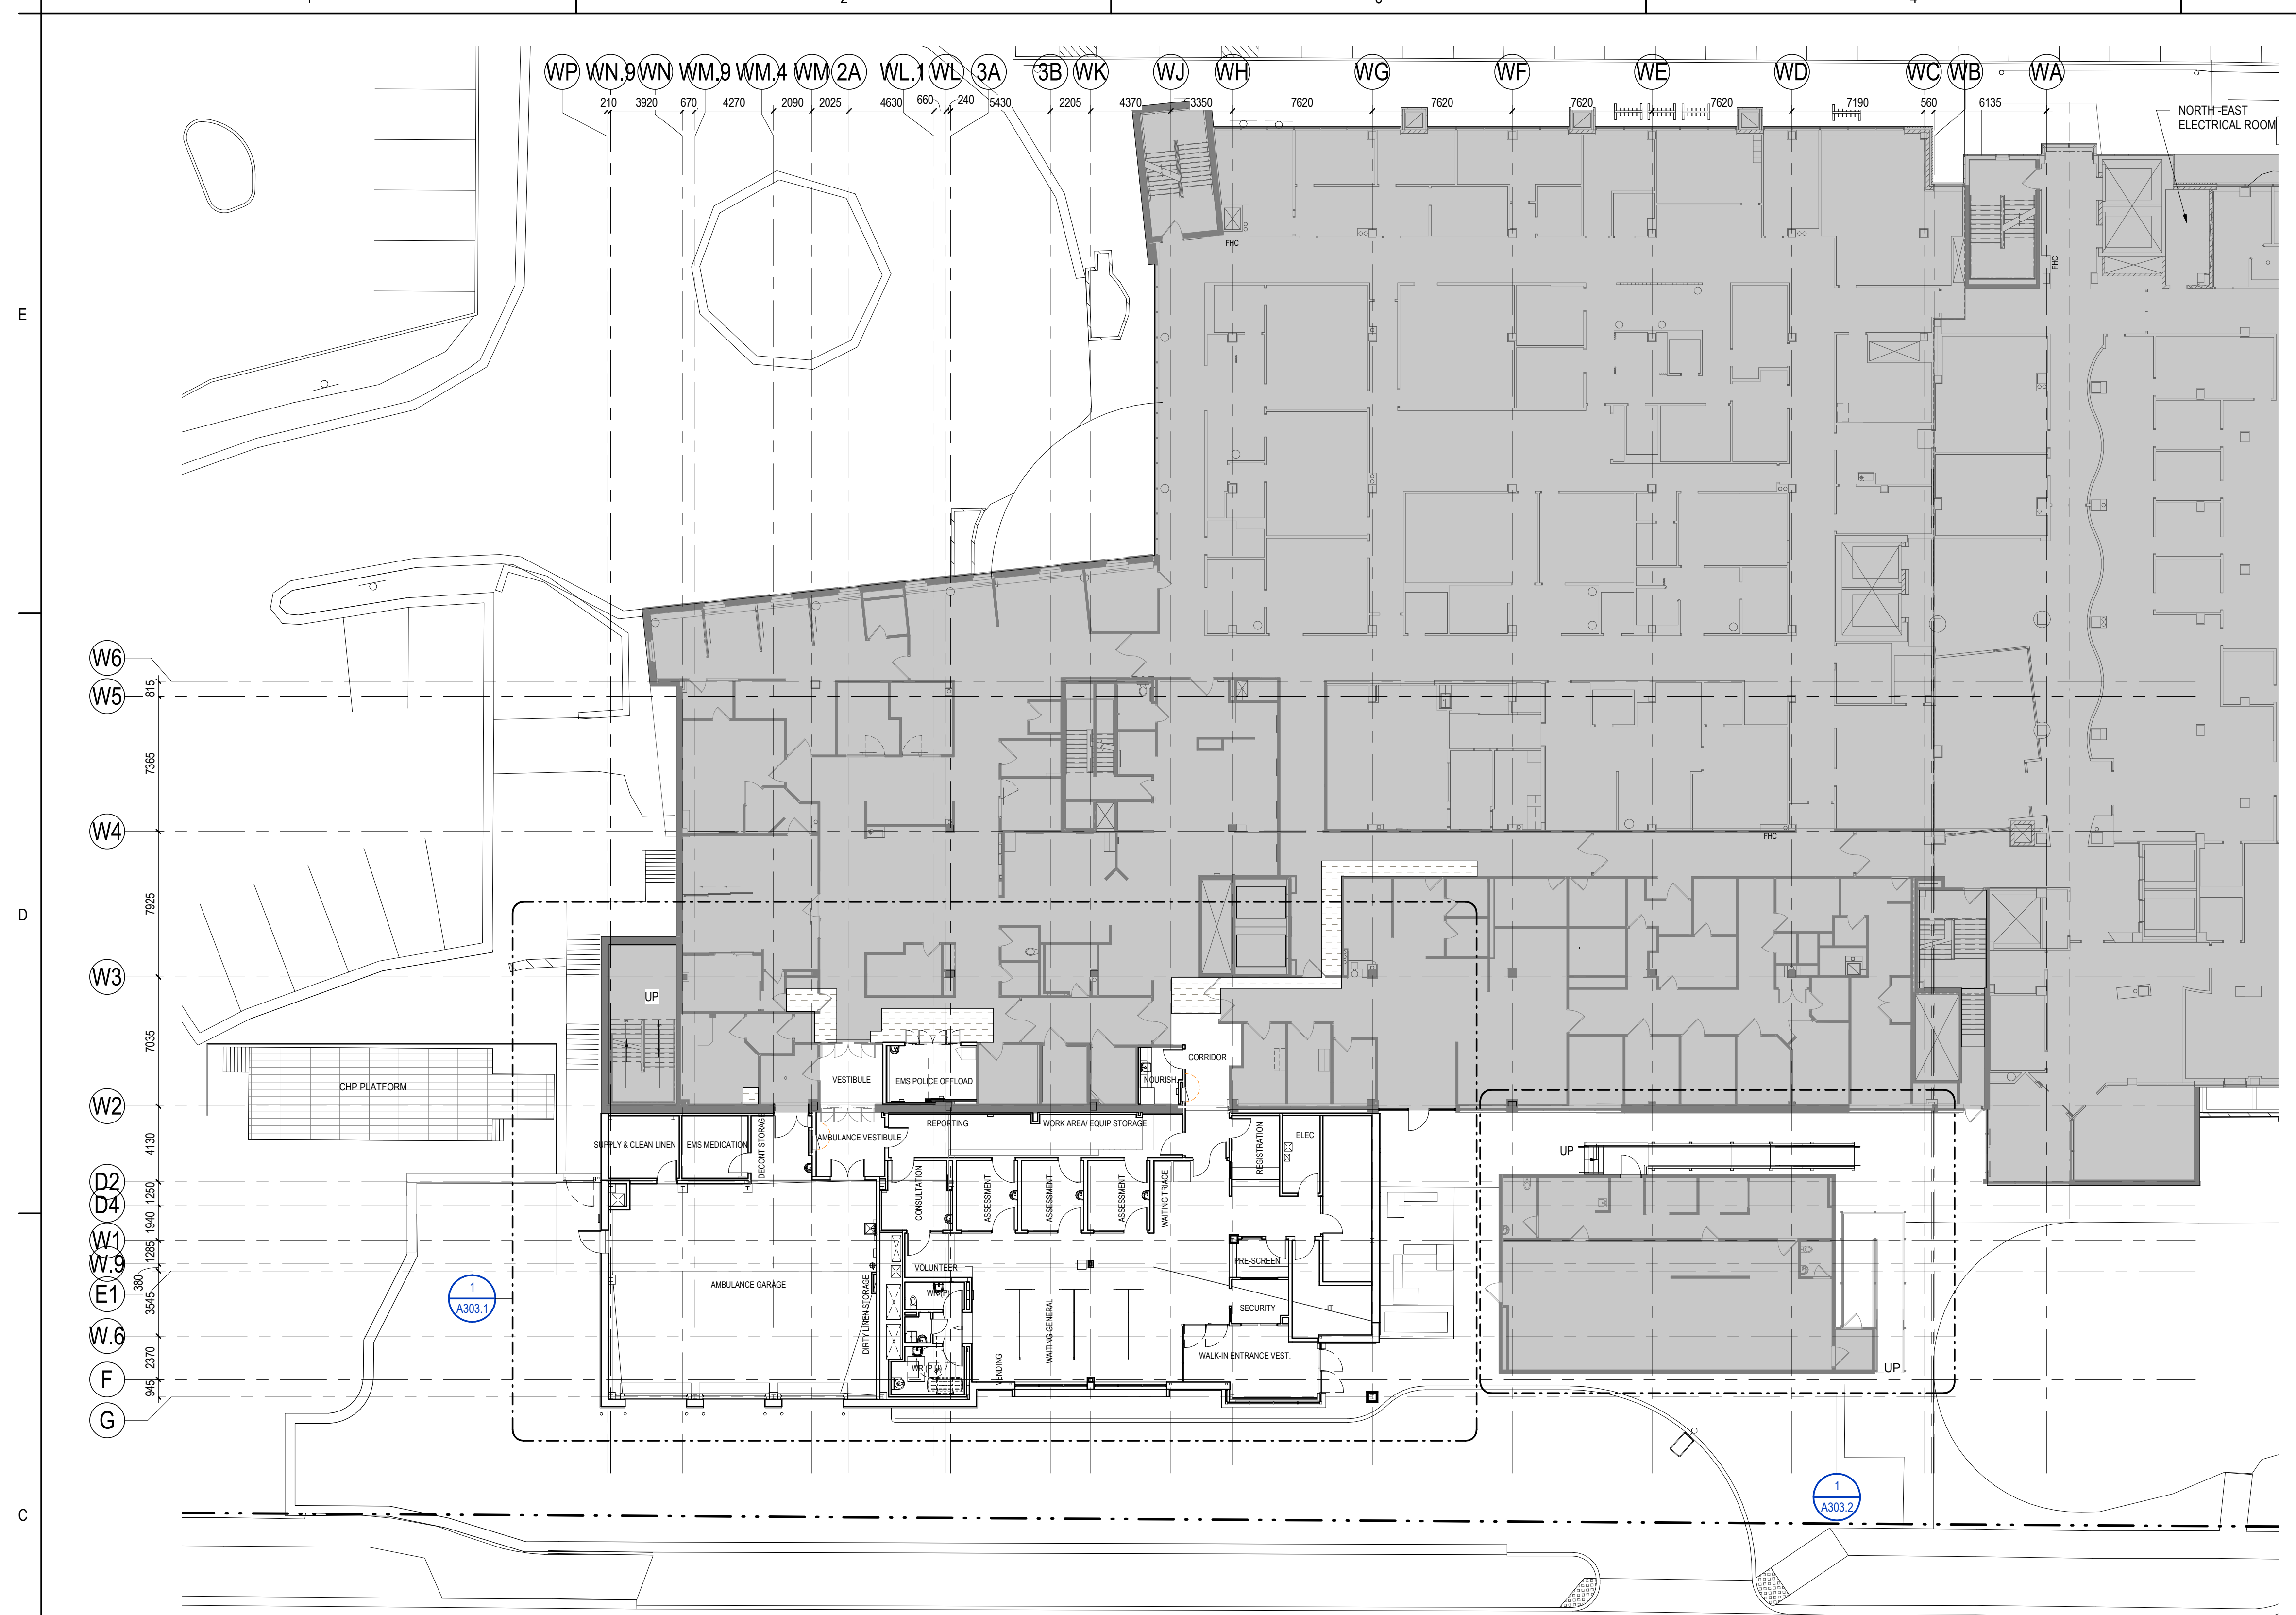 1
2
3
4
WP
WN.9
WN
WM.9
WM.4
WM
2A
WL.1
WL
3A
3B
WK
WJ
WH
WG
WF
WE
WD
WC
WB
WA
210
3920
670
4270
2090
2025
4630
660
240
5430
2205
4370
3350
7620
7620
7620
7620
7190
560
6135
NORTH -EAST
ELECTRICAL ROOM
FHC
FHC
E
W6
815
W5
7365
W4
FHC
7925
D
W3
UP
7035
CORRIDOR
VESTIBULE
EMS POLICE OFFLOAD
NOURISH
CHP PLATFORM
W2
4130
SUPPLY & CLEAN LINEN
EMS MEDICATION
DECONT STORAGE
AMBULANCE VESTIBULE
REPORTING
WORK AREA/ EQUIP STORAGE
REGISTRATION
ELEC
UP
D2
1250
D4
CONSULTATION
ASSESSMENT
ASSESSMENT
ASSESSMENT
WAITING TRIAGE
1940
W1
1285
W.9
380
E1
VOLUNTEER
PRE-SCREEN
AMBULANCE GARAGE
DIRTY LINEN STORAGE
1
A303.1
3545
WAITING GENERAL
SECURITY
IT
W.6
2370
WALK-IN ENTRANCE VEST.
VENDING
UP
F
945
G
1
A303.2
C